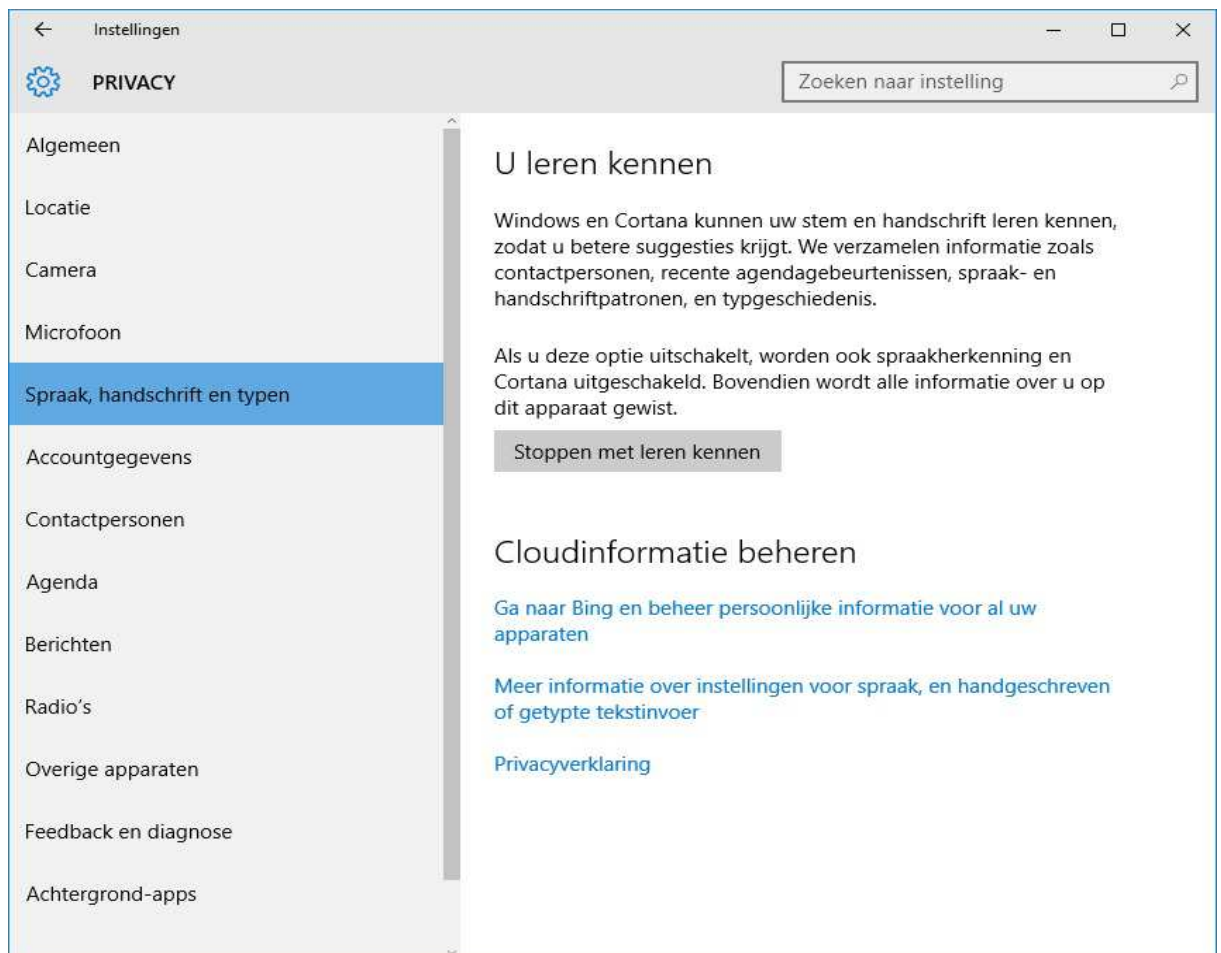 Instellingen
PRIVACY
Zoeken naar instelling
Algemeen
Locatie
Camera
Microfoon
Spraak, handschrift en typen
Accountgegevens
Contactpersonen
Agenda
Berichten
Radio's
Overige apparaten
Feedback en diagnose
Achtergrond-apps
U leren kennen
Windows en Cortana kunnen uw stem en handschrift leren kennen,
zodat u betere suggesties krijgt. We verzamelen informatie zoals
contactpersonen, recente agendagebeurtenissen, spraak- en
handschriftpatronen, en typgeschiedenis.
Als u deze optie uitschakelt, worden ook spraakherkenning en
Cortana uitgeschakeld. Bovendien wordt alle informatie over u op
dit apparaat gewist.
Stoppen met leren kennen
Cloudinformatie beheren
Ga naar Bing en beheer persoonlijke informatie voor al uw
apparaten
Meer informatie over instellingen voor spraak, en handgeschreven
of getypte tekstinvoer
Privacyverklaring